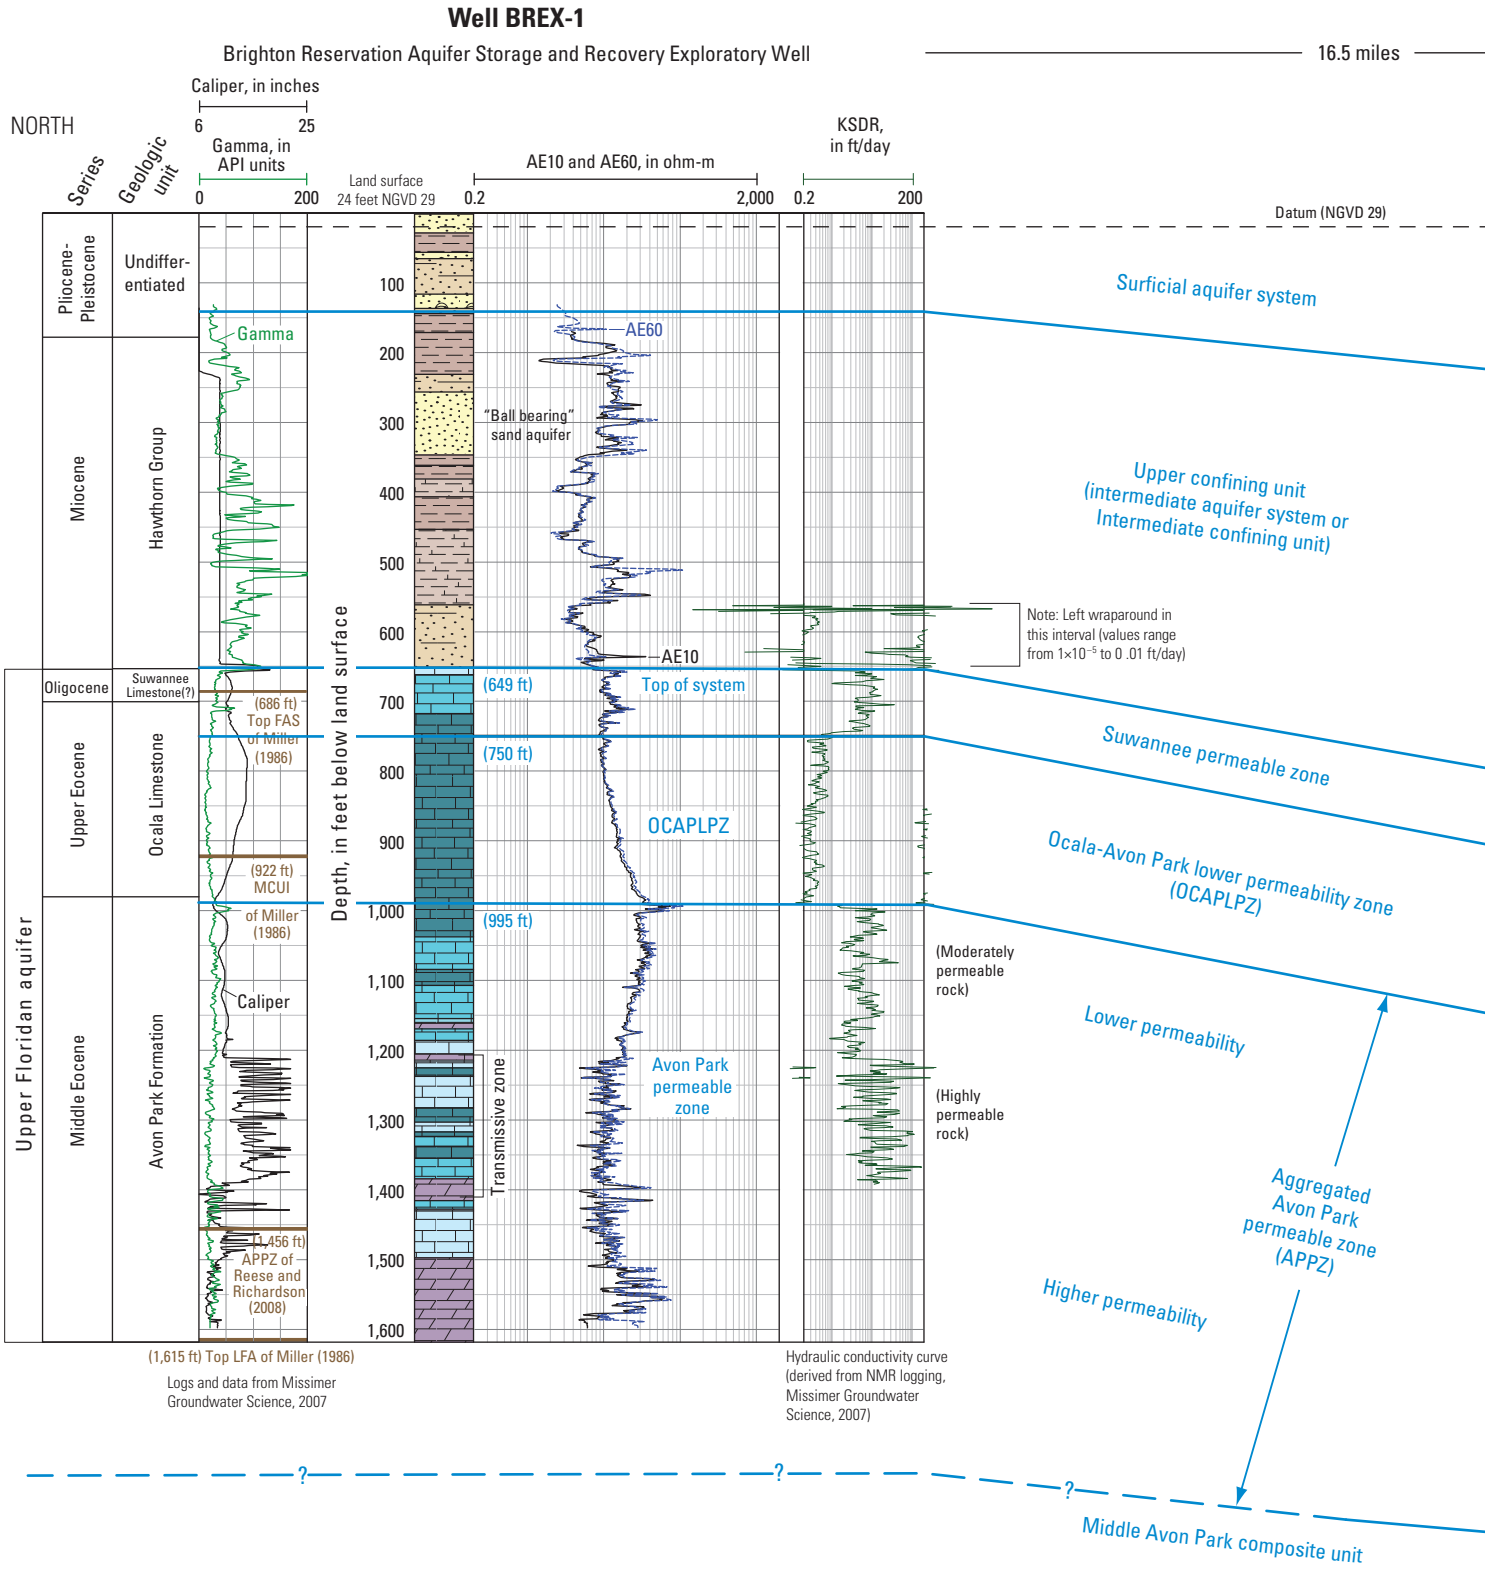 Well BREX-1
Brighton Reservation Aquifer Storage and Recovery Exploratory Well
16.5 miles
NORTH
Caliper, in inches
6 25
Gamma, in
API units
0 200
Series
Geologic
unit
Land surface
24 feet NGVD 29
AE10 and AE60, in ohm-m
0.2 2,000
KSDR,
in ft/day
0.2 200
Datum (NGVD 29)
Pliocene-
Pleistocene
Undiffer-
entiated
Miocene
Hawthorn Group
Oligocene
Suwannee
Limestone(?)
Upper Eocene
Ocala Limestone
Middle Eocene
Avon Park Formation
Upper Floridan aquifer
Gamma
Caliper
(686 ft)
Top FAS
of Miller
(1986)
(922 ft)
MCUI
of Miller
(1986)
(1,456 ft)
APPZ of
Reese and
Richardson
(2008)
(1,615 ft) Top LFA of Miller (1986)
Logs and data from Missimer
Groundwater Science, 2007
Depth, in feet below land surface
100
200
300
400
500
600
700
800
900
1,000
1,100
1,200
1,300
1,400
1,500
1,600
AE60
"Ball bearing"
sand aquifer
AE10
(649 ft)
Top of system
(750 ft)
OCAPLPZ
(995 ft)
Transmissive zone
Avon Park
permeable
zone
Note: Left wraparound in
this interval (values range
from 1×10⁻⁵ to 0 .01 ft/day)
(Moderately
permeable
rock)
(Highly
permeable
rock)
Hydraulic conductivity curve
(derived from NMR logging,
Missimer Groundwater
Science, 2007)
Surficial aquifer system
Upper confining unit
(intermediate aquifer system or
Intermediate confining unit)
Suwannee permeable zone
Ocala-Avon Park lower permeability zone
(OCAPLPZ)
Lower permeability
Aggregated
Avon Park
permeable zone
(APPZ)
Higher permeability
? ? ?
Middle Avon Park composite unit